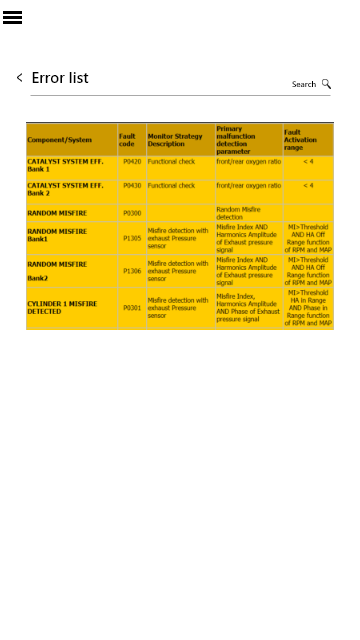 < Error list
Search
Component/System Fault code Monitor Strategy Description Primary malfunction detection parameter Fault Activation range
CATALYST SYSTEM EFF. Bank 1 P0420 Functional check front/rear oxygen ratio < 4
CATALYST SYSTEM EFF. Bank 2 P0430 Functional check front/rear oxygen ratio < 4
RANDOM MISFIRE P0300 Random Misfire detection
RANDOM MISFIRE Bank1 P1305 Misfire detection with exhaust Pressure sensor Misfire Index AND Harmonics Amplitude of Exhaust pressure signal MI>Threshold AND HA Off Range function of RPM and MAP
RANDOM MISFIRE Bank2 P1306 Misfire detection with exhaust Pressure sensor Misfire Index AND Harmonics Amplitude of Exhaust pressure signal MI>Threshold AND HA Off Range function of RPM and MAP
CYLINDER 1 MISFIRE DETECTED P0301 Misfire detection with exhaust Pressure sensor Misfire Index, Harmonics Amplitude AND Phase of Exhaust pressure signal MI>Threshold HA in Range AND Phase in Range function of RPM and MAP